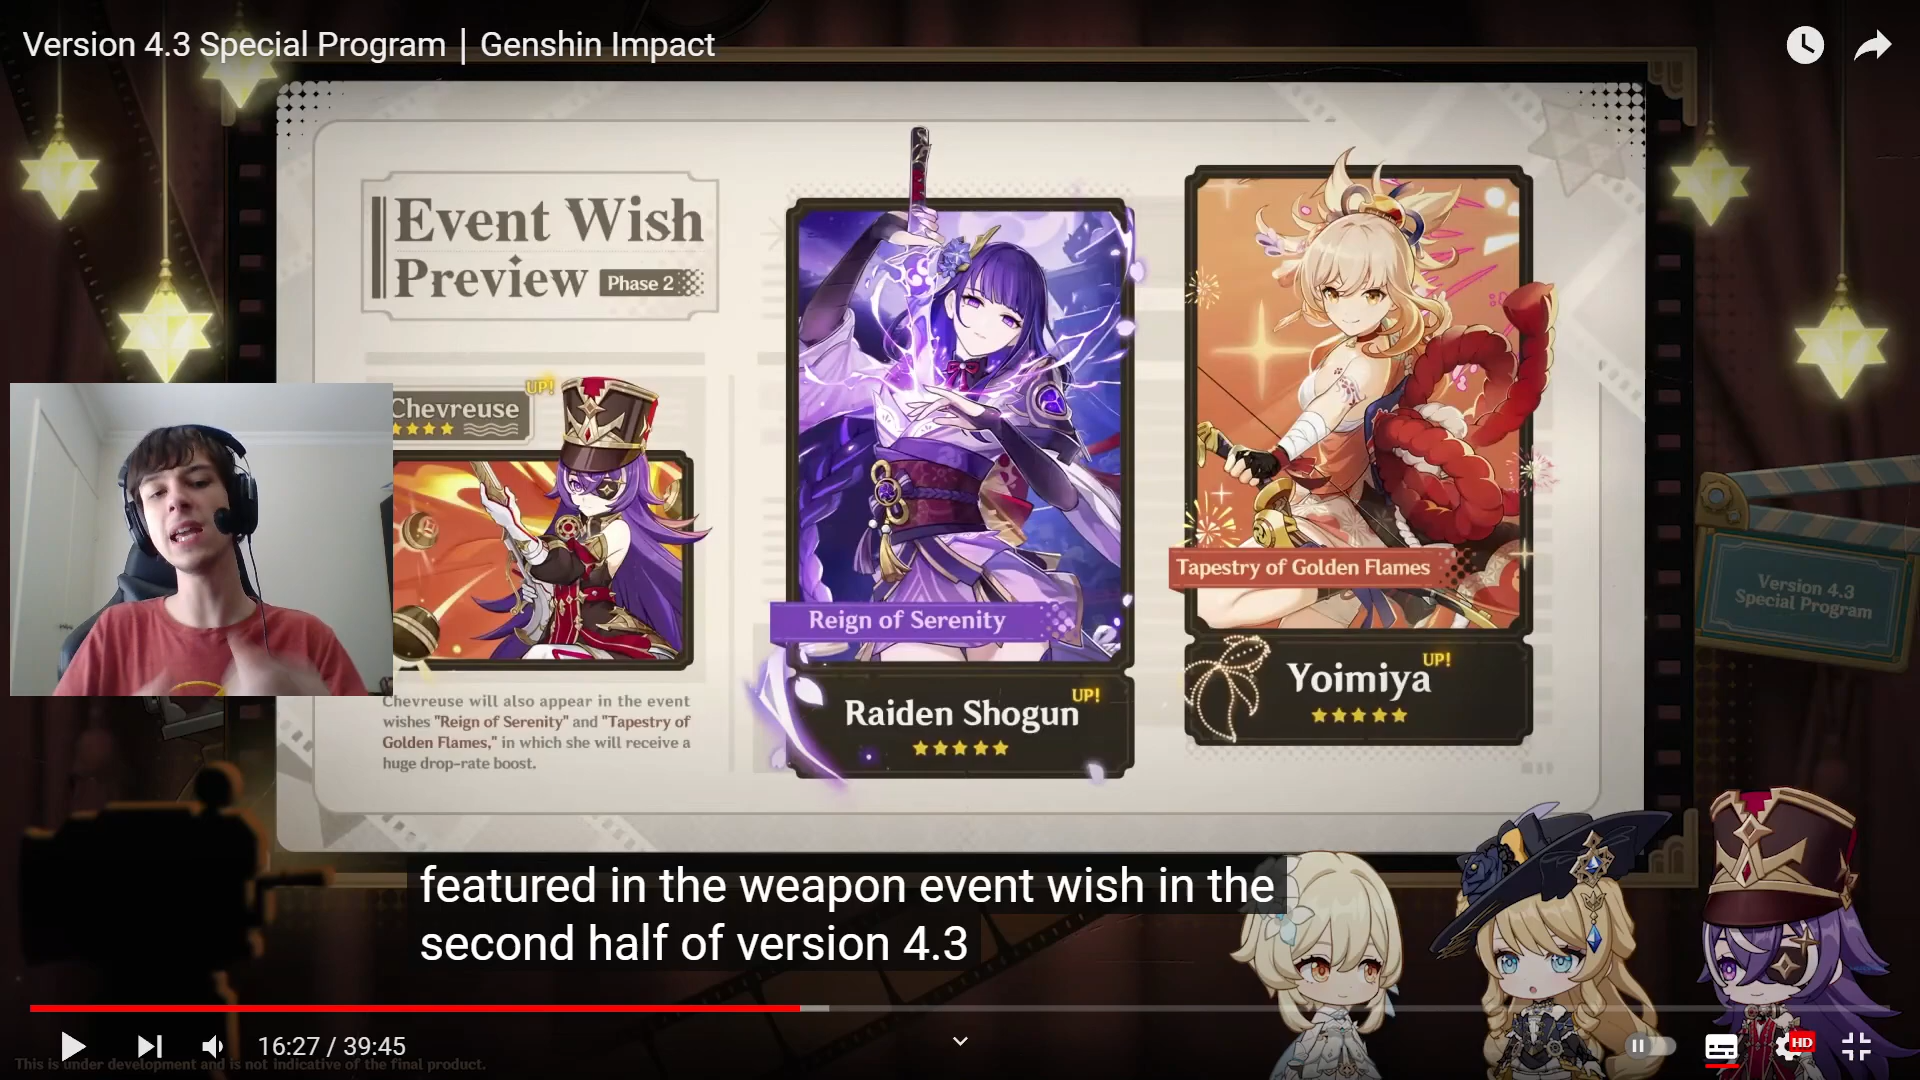 Version 4.3 Special Program | Genshin Impact
Event Wish
Preview Phase 2
UP!
Chevreuse
Chevreuse will also appear in the event
wishes "Reign of Serenity" and "Tapestry of
Golden Flames," in which she will receive a
huge drop-rate boost.
Reign of Serenity
UP!
Raiden Shogun
Tapestry of Golden Flames
UP!
Yoimiya
Version 4.3
Special Program
featured in the weapon event wish in the
second half of version 4.3
16:27 / 39:45
HD
This is under development and is not indicative of the final product.